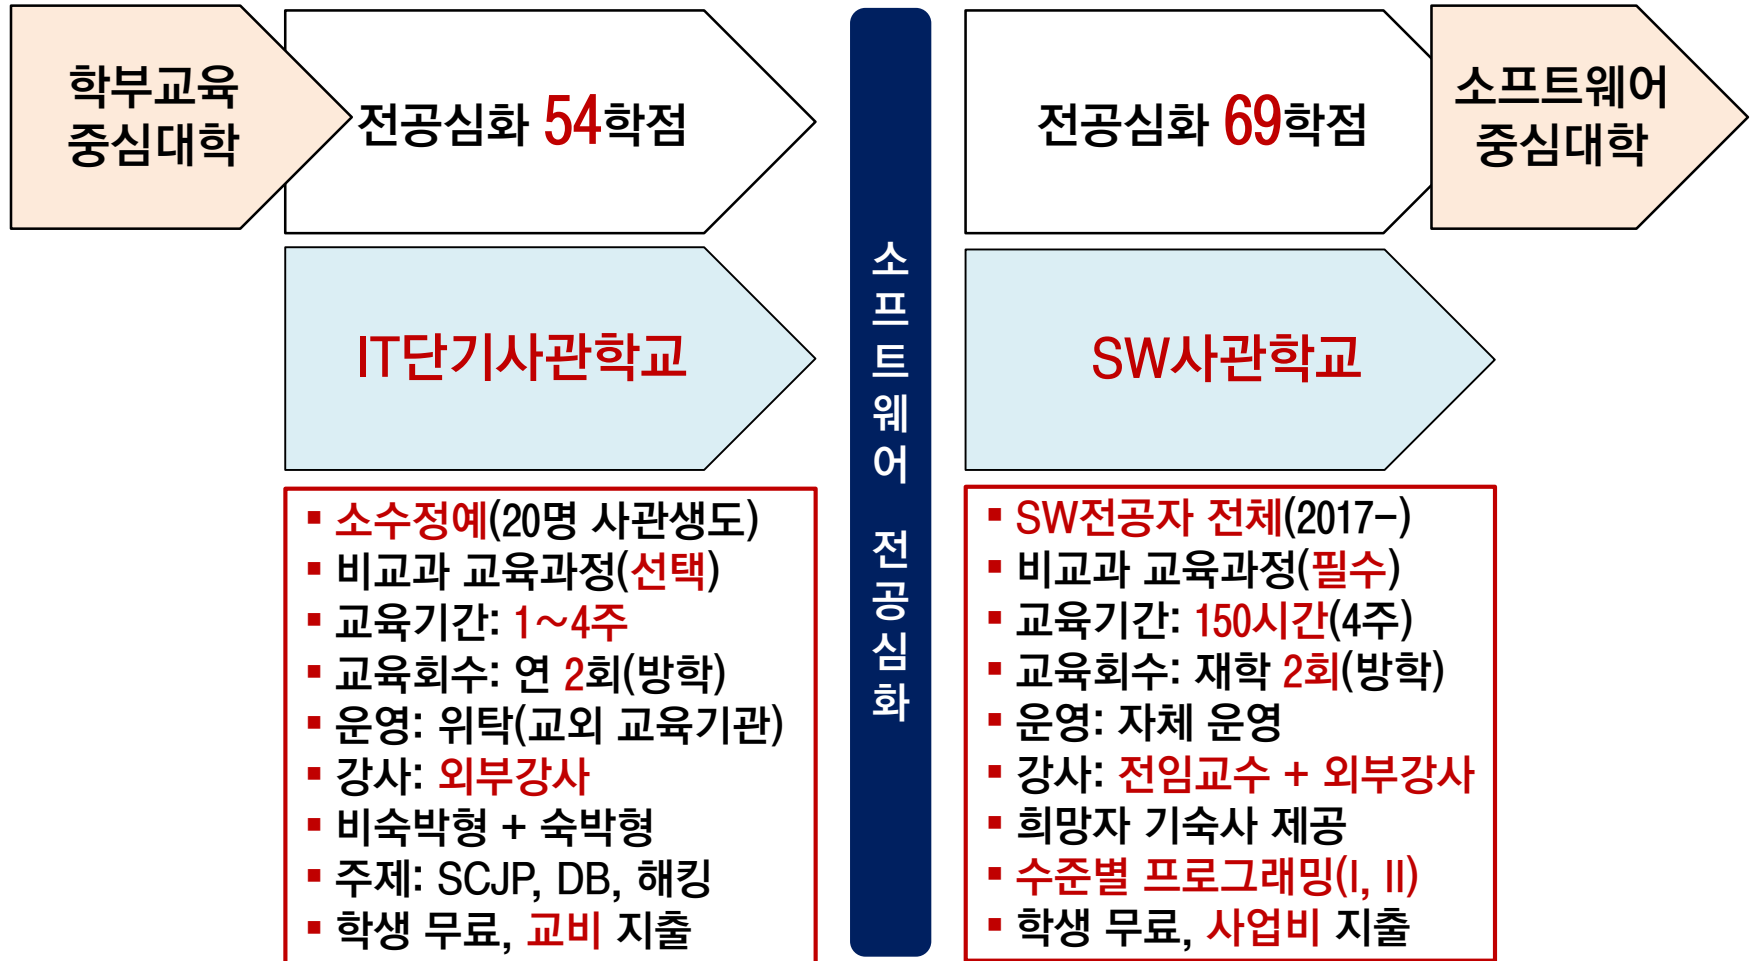 학부교육
중심대학
전공심화 54학점
IT단기사관학교
▪ 소수정예(20명 사관생도)
▪ 비교과 교육과정(선택)
▪ 교육기간: 1~4주
▪ 교육회수: 연 2회(방학)
▪ 운영: 위탁(교외 교육기관)
▪ 강사: 외부강사
▪ 비숙박형 + 숙박형
▪ 주제: SCJP, DB, 해킹
▪ 학생 무료, 교비 지출
소프트웨어 전공심화
전공심화 69학점
소프트웨어
중심대학
SW사관학교
▪ SW전공자 전체(2017-)
▪ 비교과 교육과정(필수)
▪ 교육기간: 150시간(4주)
▪ 교육회수: 재학 2회(방학)
▪ 운영: 자체 운영
▪ 강사: 전임교수 + 외부강사
▪ 희망자 기숙사 제공
▪ 수준별 프로그래밍(I, II)
▪ 학생 무료, 사업비 지출